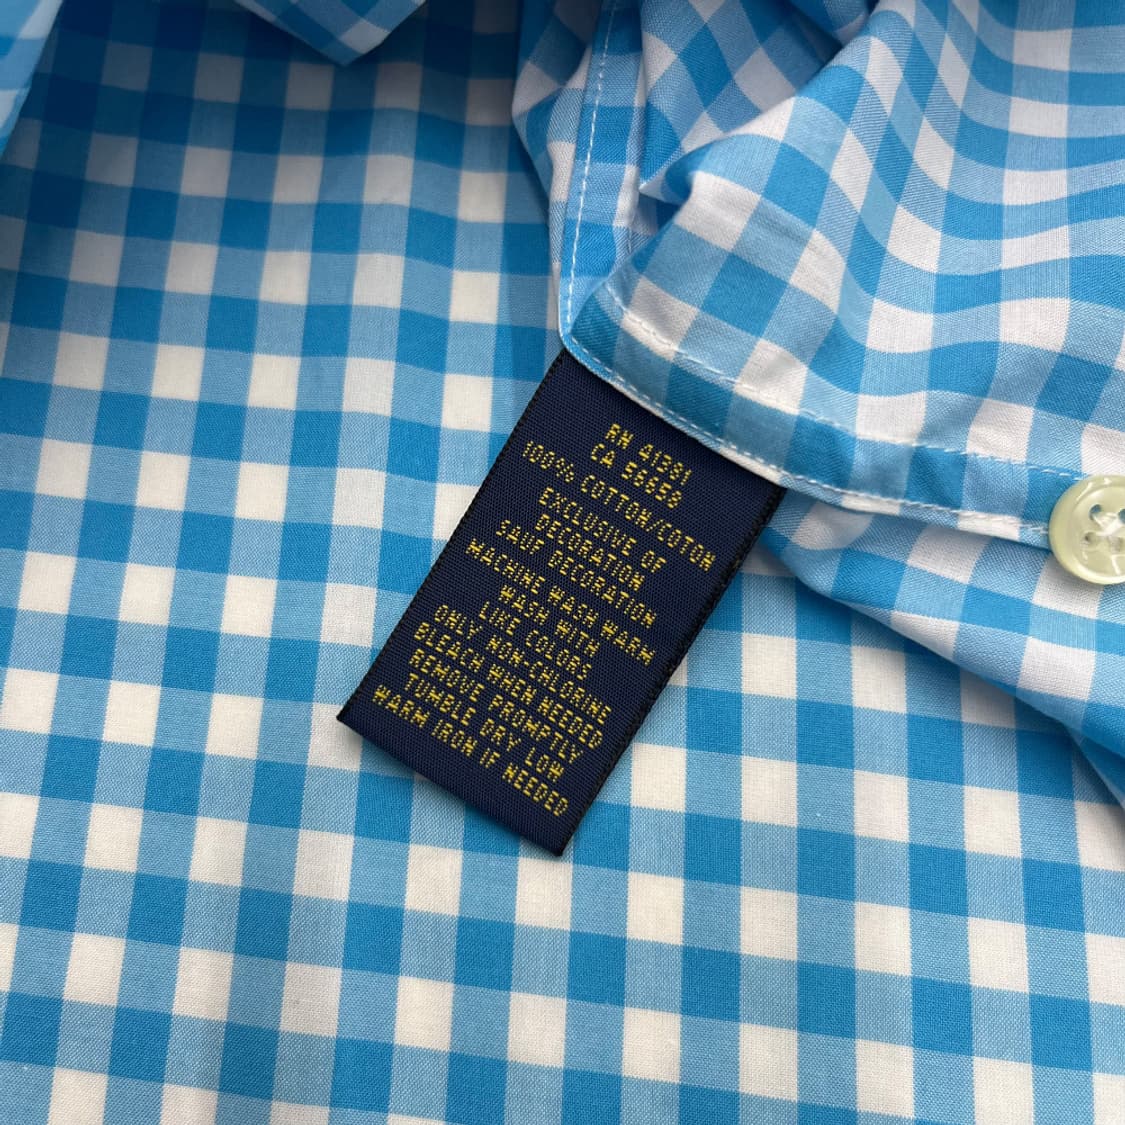 RN 41381
CA 56659
100% COTTON/COTON
EXCLUSIVE OF
DECORATION
SAUF DECORATION
MACHINE WASH WARM
WASH WITH
LIKE COLORS
ONLY NON-CHLORINE
BLEACH WHEN NEEDED
REMOVE PROMPTLY
TUMBLE DRY LOW
WARM IRON IF NEEDED